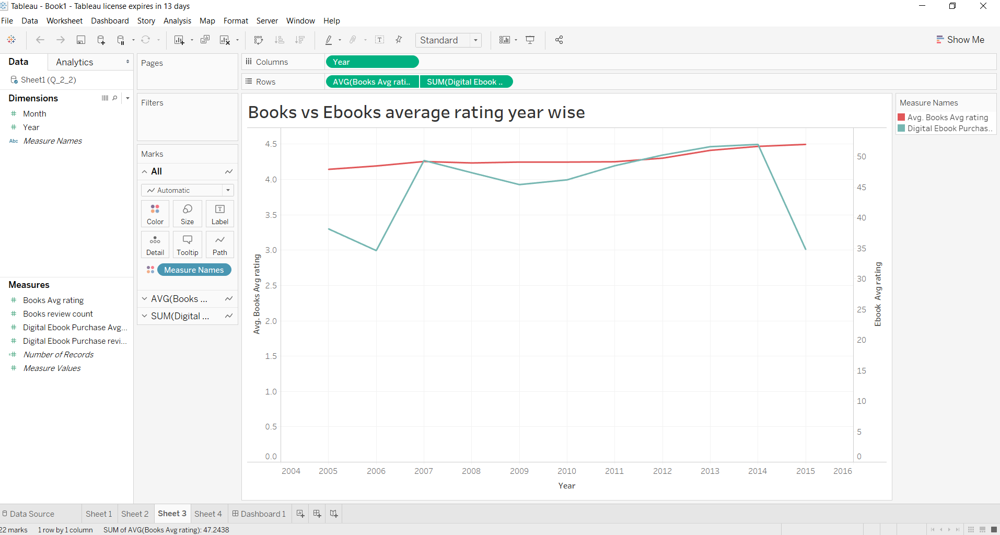 Tableau - Book1 - Tableau license expires in 13 days
File Data Worksheet Dashboard Story Analysis Map Format Server Window Help
Standard
Show Me
Data Analytics
Sheet1 (Q_2_2)
Dimensions
Month
Year
Abc Measure Names
Measures
Books Avg rating
Books review count
Digital Ebook Purchase Avg...
Digital Ebook Purchase revi...
Number of Records
Measure Values
Pages
Filters
Marks
All
Automatic
Color Size Label
Detail Tooltip Path
Measure Names
AVG(Books ...
SUM(Digital ...
Columns Year
Rows AVG(Books Avg rati.. SUM(Digital Ebook ..
Books vs Ebooks average rating year wise
Avg. Books Avg rating
4.5
4.0
3.5
3.0
2.5
2.0
1.5
1.0
0.5
0.0
50
45
40
35
30
25
20
15
10
5
0
Ebook Avg rating
2004 2005 2006 2007 2008 2009 2010 2011 2012 2013 2014 2015 2016
Year
Measure Names
Avg. Books Avg rating
Digital Ebook Purchas..
Data Source Sheet 1 Sheet 2 Sheet 3 Sheet 4 Dashboard 1
22 marks 1 row by 1 column SUM of AVG(Books Avg rating): 47.2438